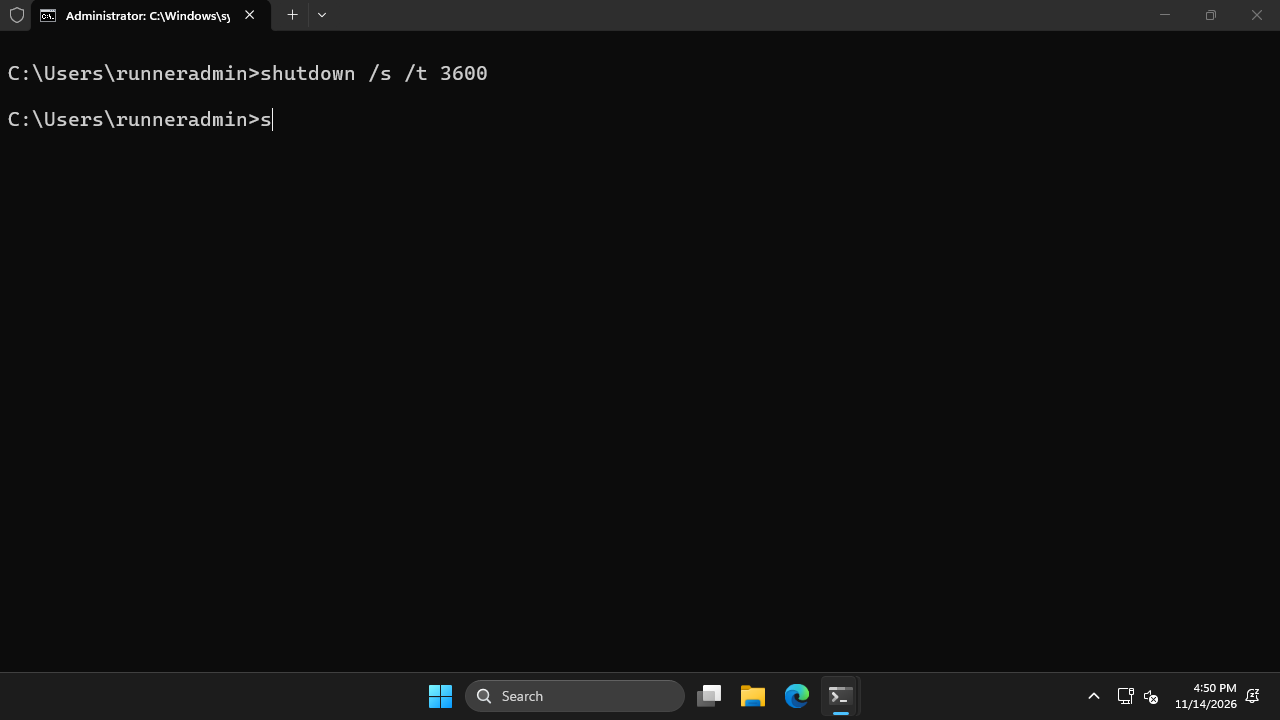 Administrator: C:\Windows\sy
C:\Users\runneradmin>shutdown /s /t 3600
C:\Users\runneradmin>s
Search
4:50 PM
11/14/2026